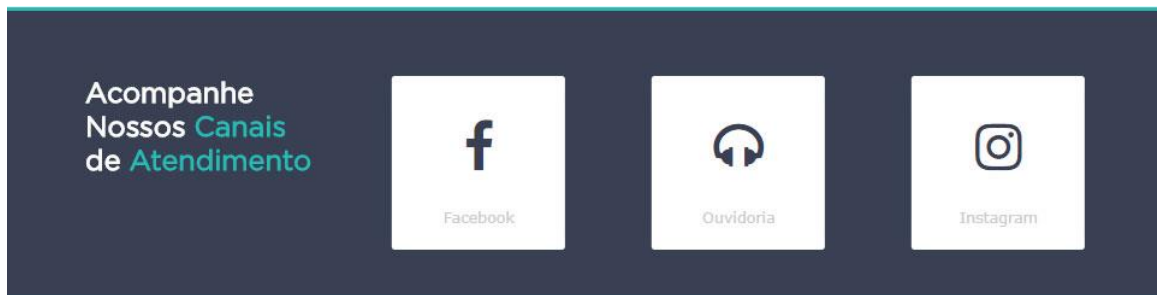 Acompanhe
Nossos Canais
de Atendimento
Facebook
Ouvidoria
Instagram